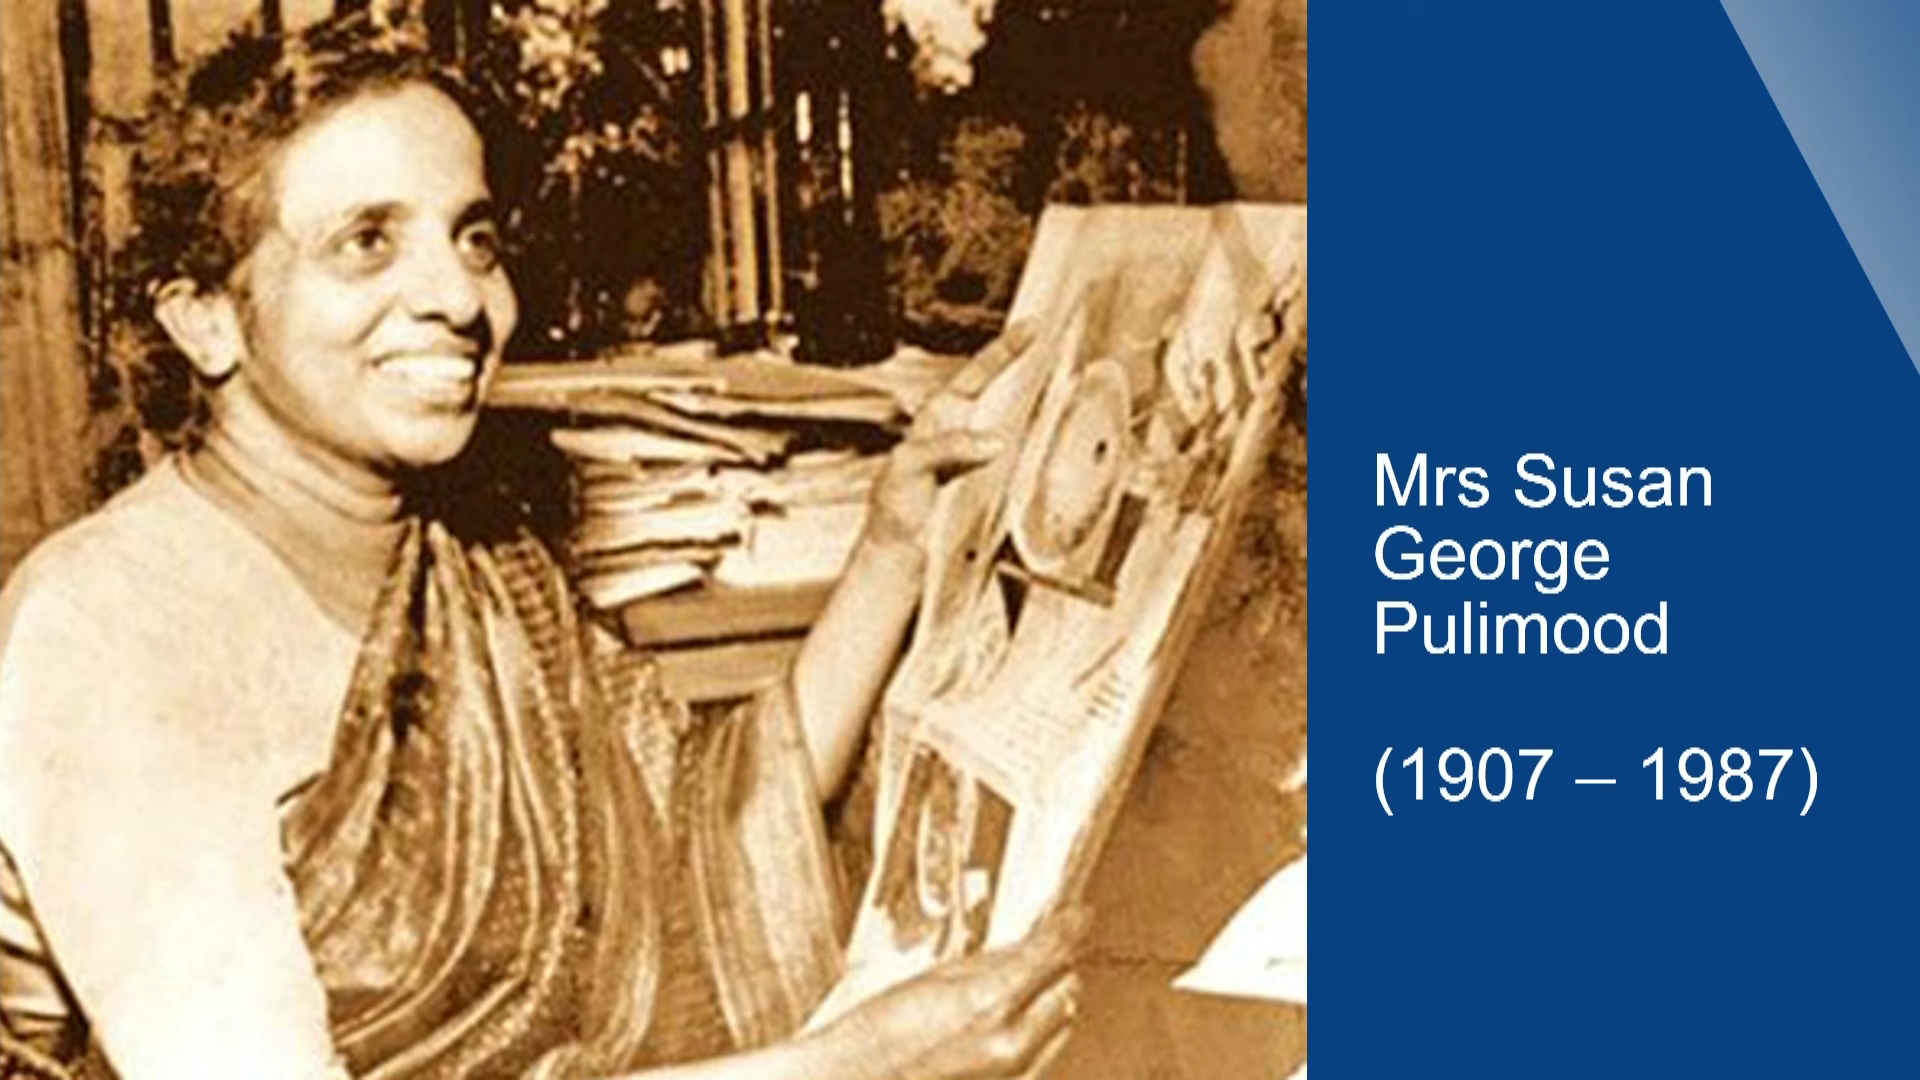 Mrs Susan
George
Pulimood
(1907 – 1987)